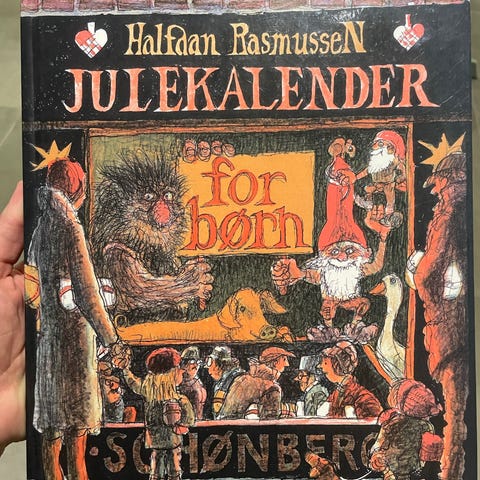 Halfdan Rasmussen
JULEKALENDER
for
børn
SCHØNBERG